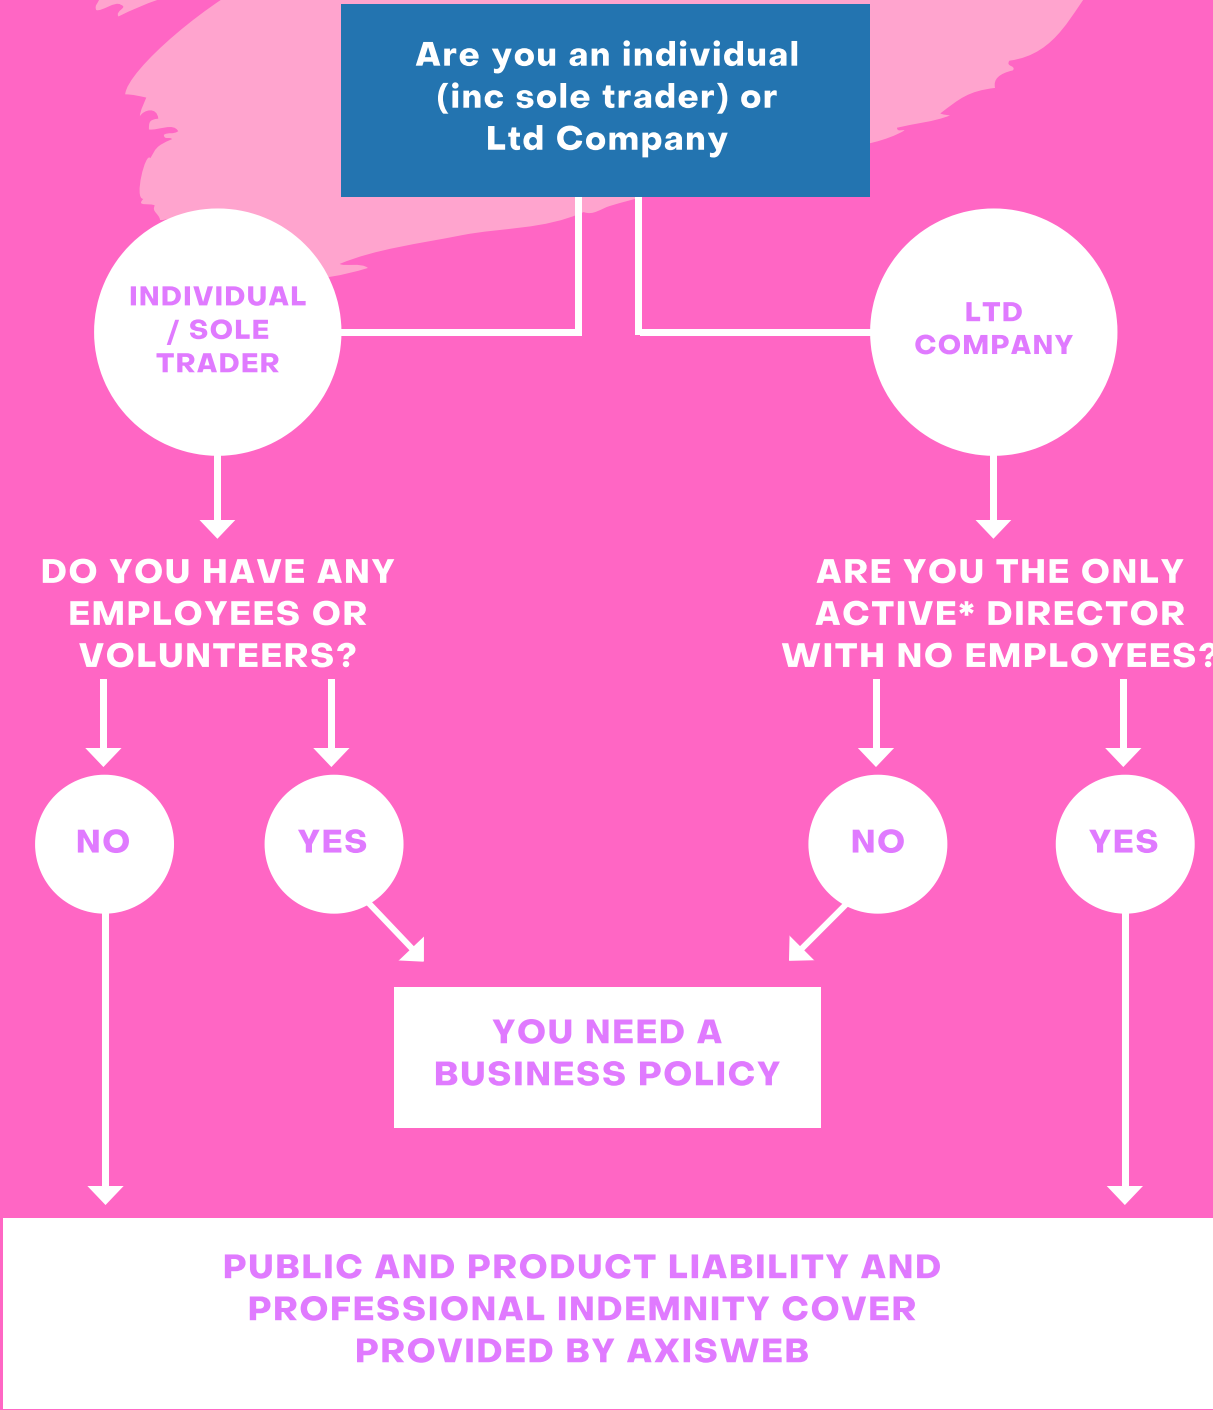 Are you an individual
(inc sole trader) or
Ltd Company
INDIVIDUAL
/ SOLE
TRADER
LTD
COMPANY
DO YOU HAVE ANY
EMPLOYEES OR
VOLUNTEERS?
ARE YOU THE ONLY
ACTIVE* DIRECTOR
WITH NO EMPLOYEES?
NO
YES
NO
YES
YOU NEED A
BUSINESS POLICY
PUBLIC AND PRODUCT LIABILITY AND
PROFESSIONAL INDEMNITY COVER
PROVIDED BY AXISWEB